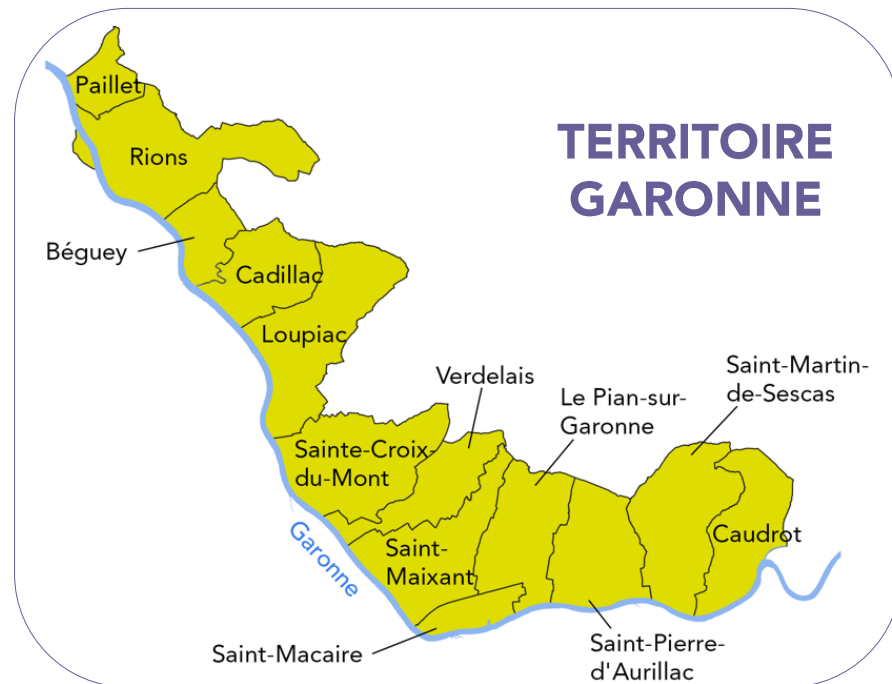 TERRITOIRE
GARONNE
Paillet
Rions
Béguey
Cadillac
Loupiac
Verdelais
Le Pian-sur-
Garonne
Saint-Martin-
de-Sescas
Sainte-Croix-
du-Mont
Garonne
Saint-
Maixant
Caudrot
Saint-Macaire
Saint-Pierre-
d'Aurillac